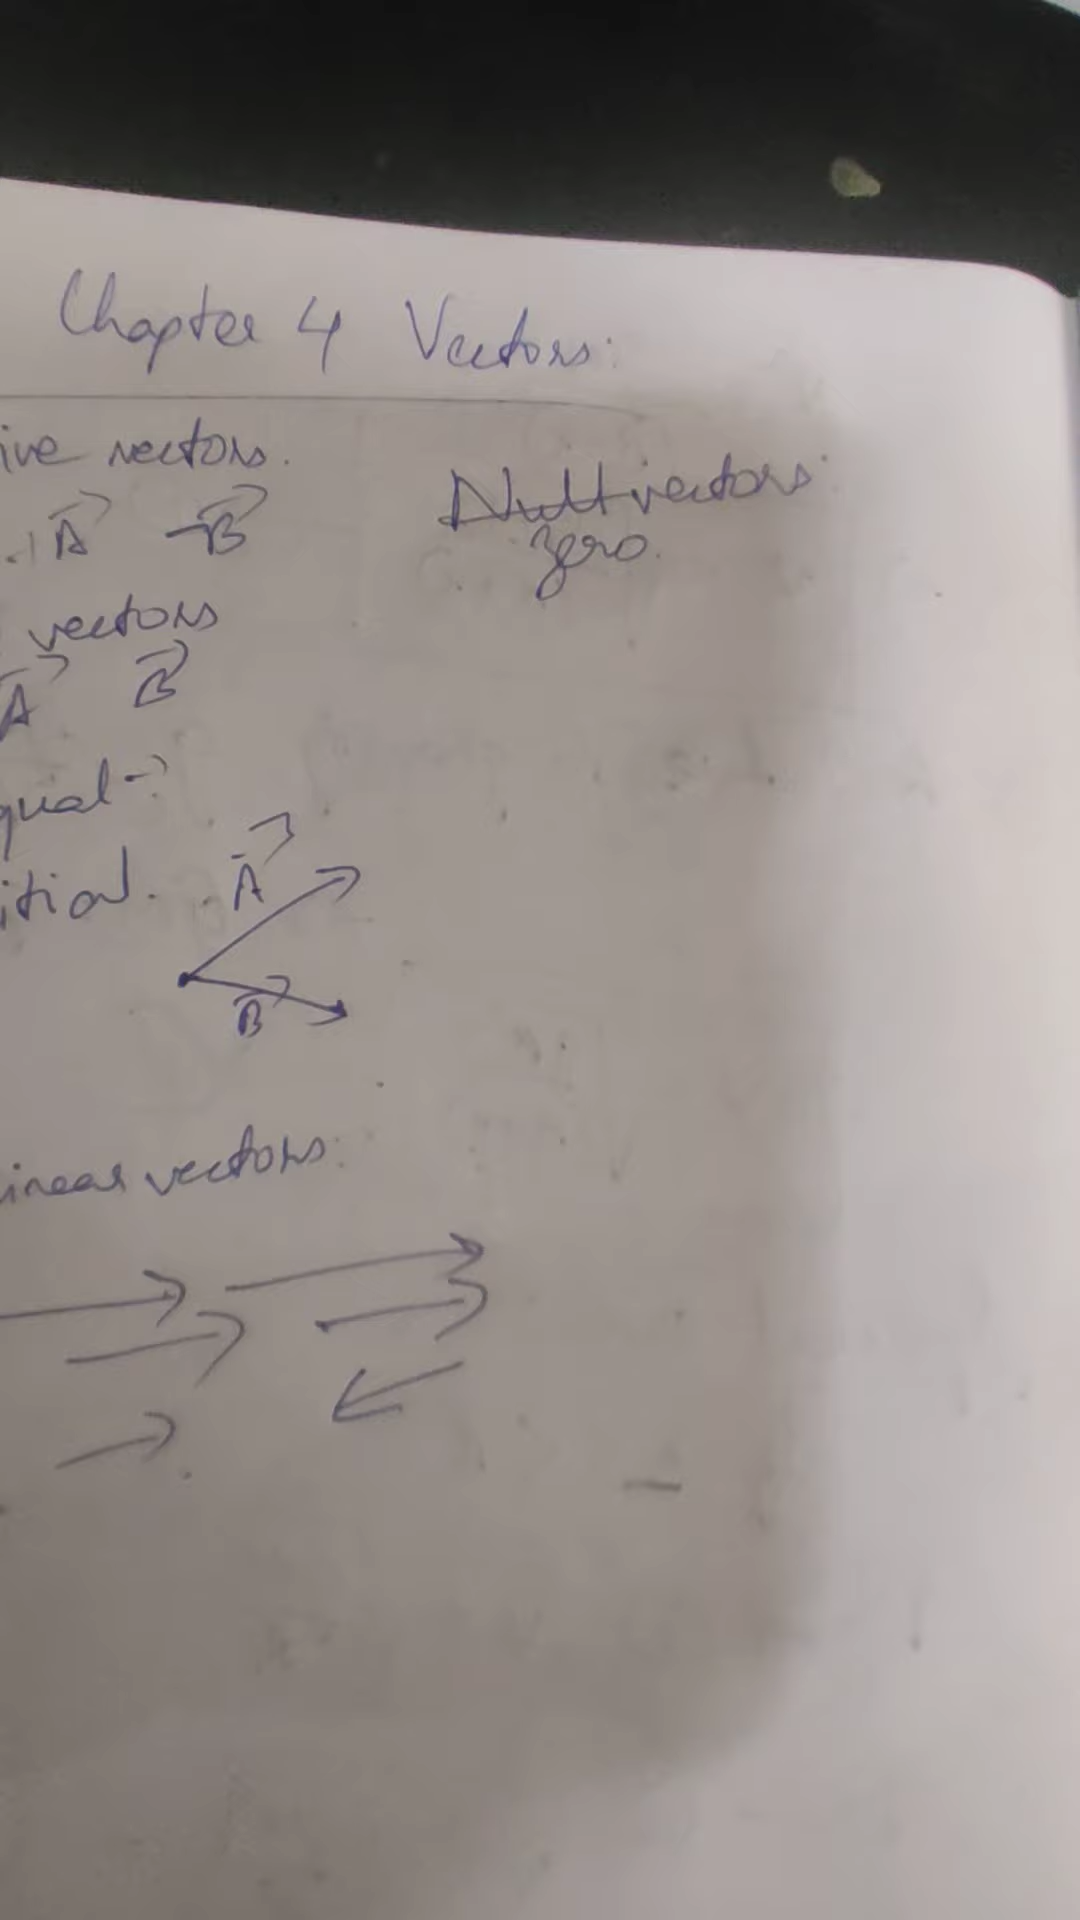 Chapter 4 Vectors:
ive vectors.
A -B
Null vectors:
zero.
vectors
A B
qual -:
itial. A
B
inear vectors: